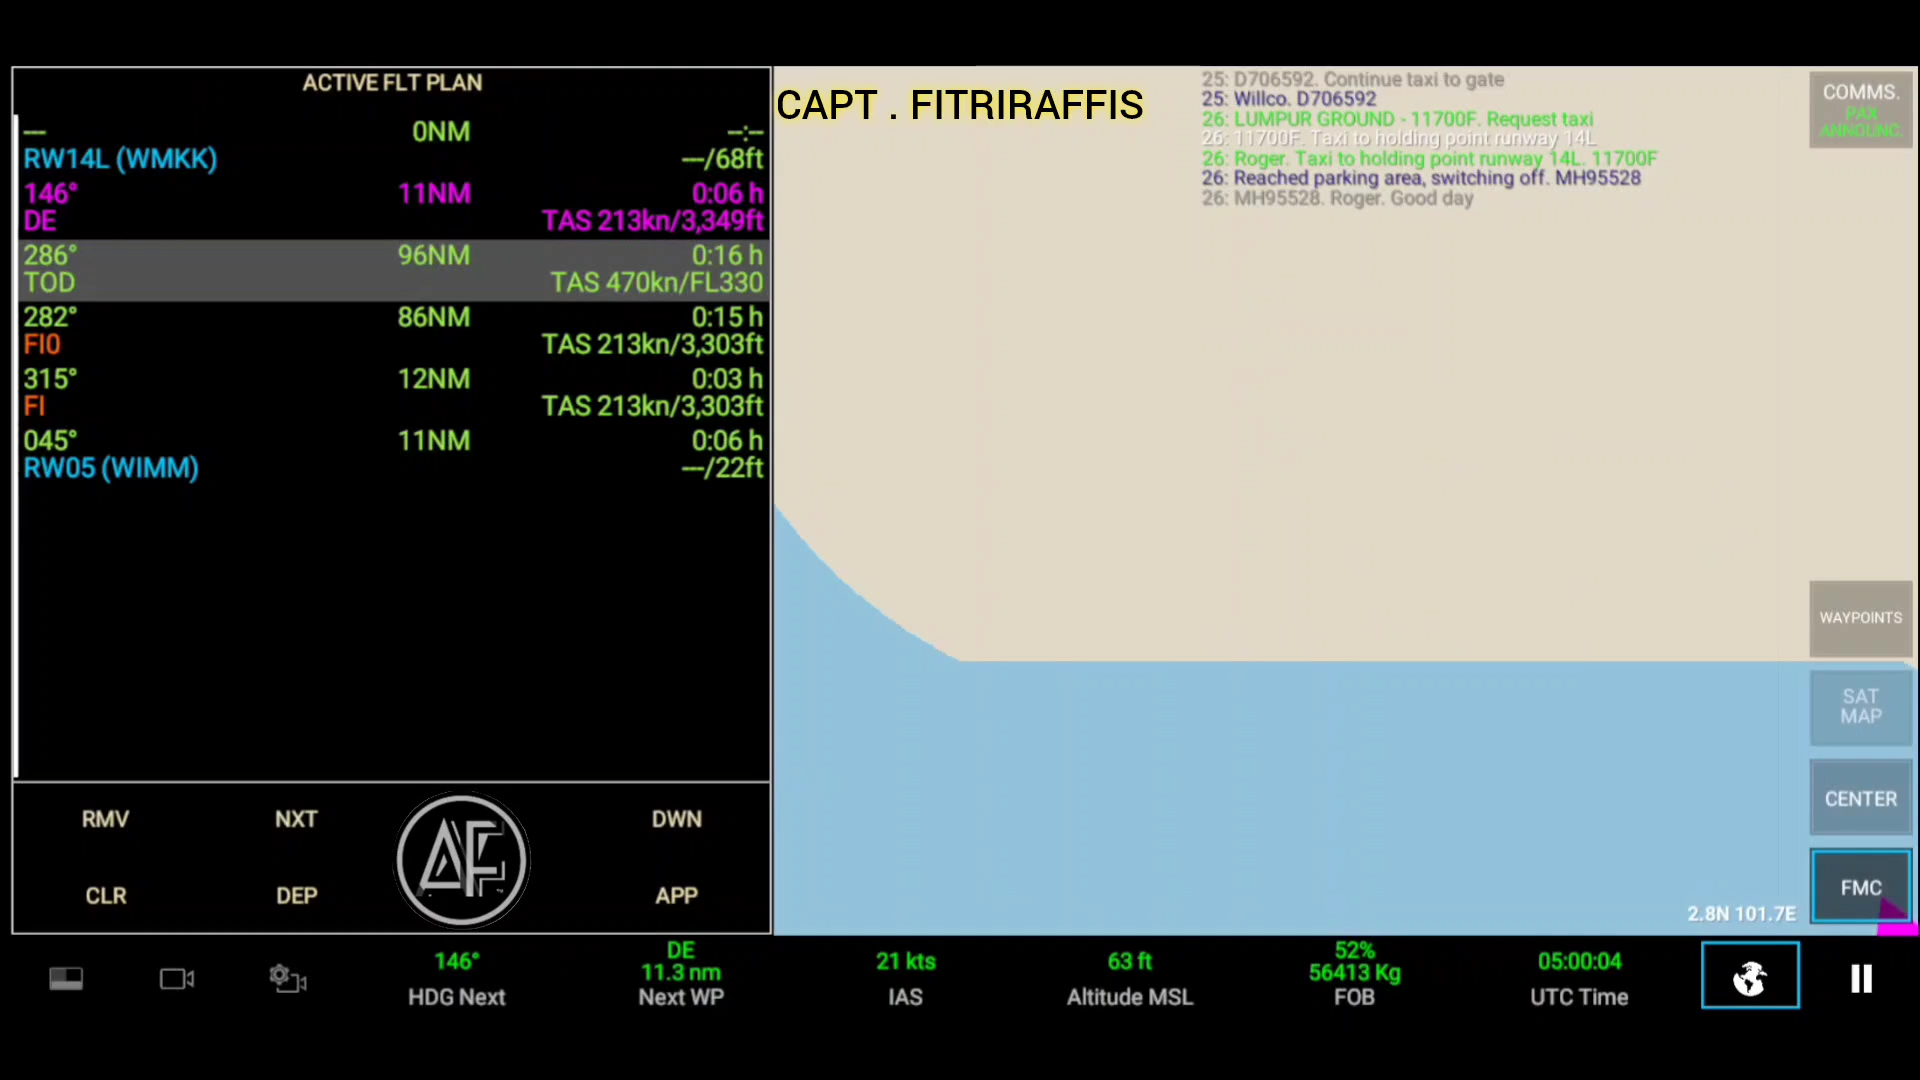 ACTIVE FLT PLAN
--- 0NM --:--
RW14L (WMKK) ---/68ft
146° 11NM 0:06 h
DE TAS 213kn/3,349ft
286° 96NM 0:16 h
TOD TAS 470kn/FL330
282° 86NM 0:15 h
FI0 TAS 213kn/3,303ft
315° 12NM 0:03 h
FI TAS 213kn/3,303ft
045° 11NM 0:06 h
RW05 (WIMM) ---/22ft
RMV NXT DWN
CLR DEP APP
AF
CAPT . FITRIRAFFIS
25: D706592. Continue taxi to gate
25: Willco. D706592
26: LUMPUR GROUND - 11700F. Request taxi
26: 11700F. Taxi to holding point runway 14L
26: Roger. Taxi to holding point runway 14L. 11700F
26: Reached parking area, switching off. MH95528
26: MH95528. Roger. Good day
COMMS.
PAX
ANNOUNC.
WAYPOINTS
SAT
MAP
CENTER
FMC
2.8N 101.7E
146°
HDG Next
DE
11.3 nm
Next WP
21 kts
IAS
63 ft
Altitude MSL
52%
56413 Kg
FOB
05:00:04
UTC Time